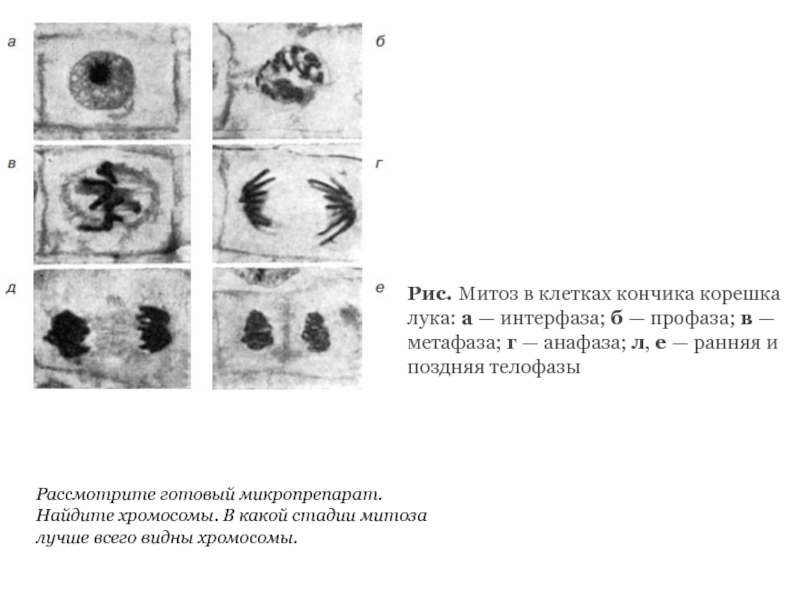 а
б
в
г
д
е
Рис. Митоз в клетках кончика корешка
лука: а — интерфаза; б — профаза; в —
метафаза; г — анафаза; л, е — ранняя и
поздняя телофазы
Рассмотрите готовый микропрепарат.
Найдите хромосомы. В какой стадии митоза
лучше всего видны хромосомы.